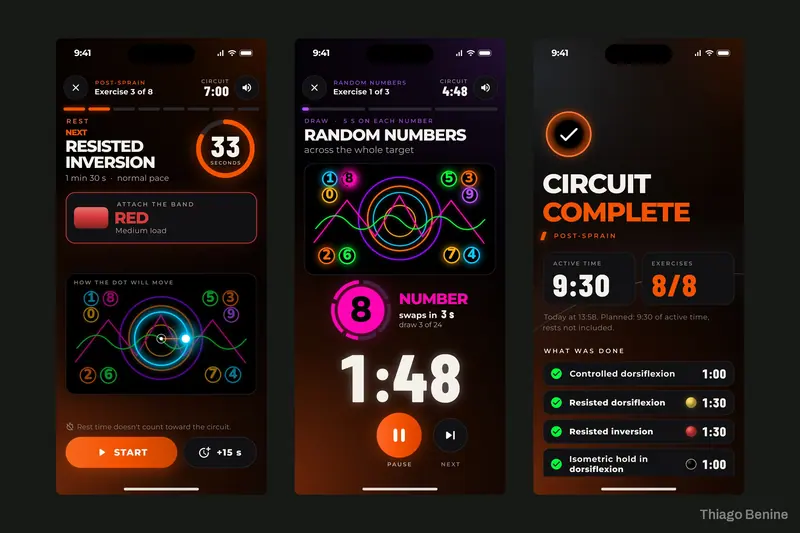 9:41
POST-SPRAIN
Exercise 3 of 8
CIRCUIT
7:00
REST
NEXT
RESISTED
INVERSION
1 min 30 s · normal pace
33
SECONDS
ATTACH THE BAND
RED
Medium load
HOW THE DOT WILL MOVE
1 8
0
5 3
9
2 6
7 4
Rest time doesn't count toward the circuit.
START
+15 s
9:41
RANDOM NUMBERS
Exercise 1 of 3
CIRCUIT
4:48
DRAW · 5 S ON EACH NUMBER
RANDOM NUMBERS
across the whole target
1 8
0
5 3
9
2 6
7 4
8
NUMBER
swaps in 3 s
draw 3 of 24
1:48
PAUSE
NEXT
9:41
CIRCUIT
COMPLETE
POST-SPRAIN
ACTIVE TIME
9:30
EXERCISES
8/8
Today at 13:58. Planned: 9:30 of active time,
rests not included.
WHAT WAS DONE
Controlled dorsiflexion 1:00
Resisted dorsiflexion 1:30
Resisted inversion 1:30
Isometric hold in
dorsiflexion 1:00
Thiago Benine